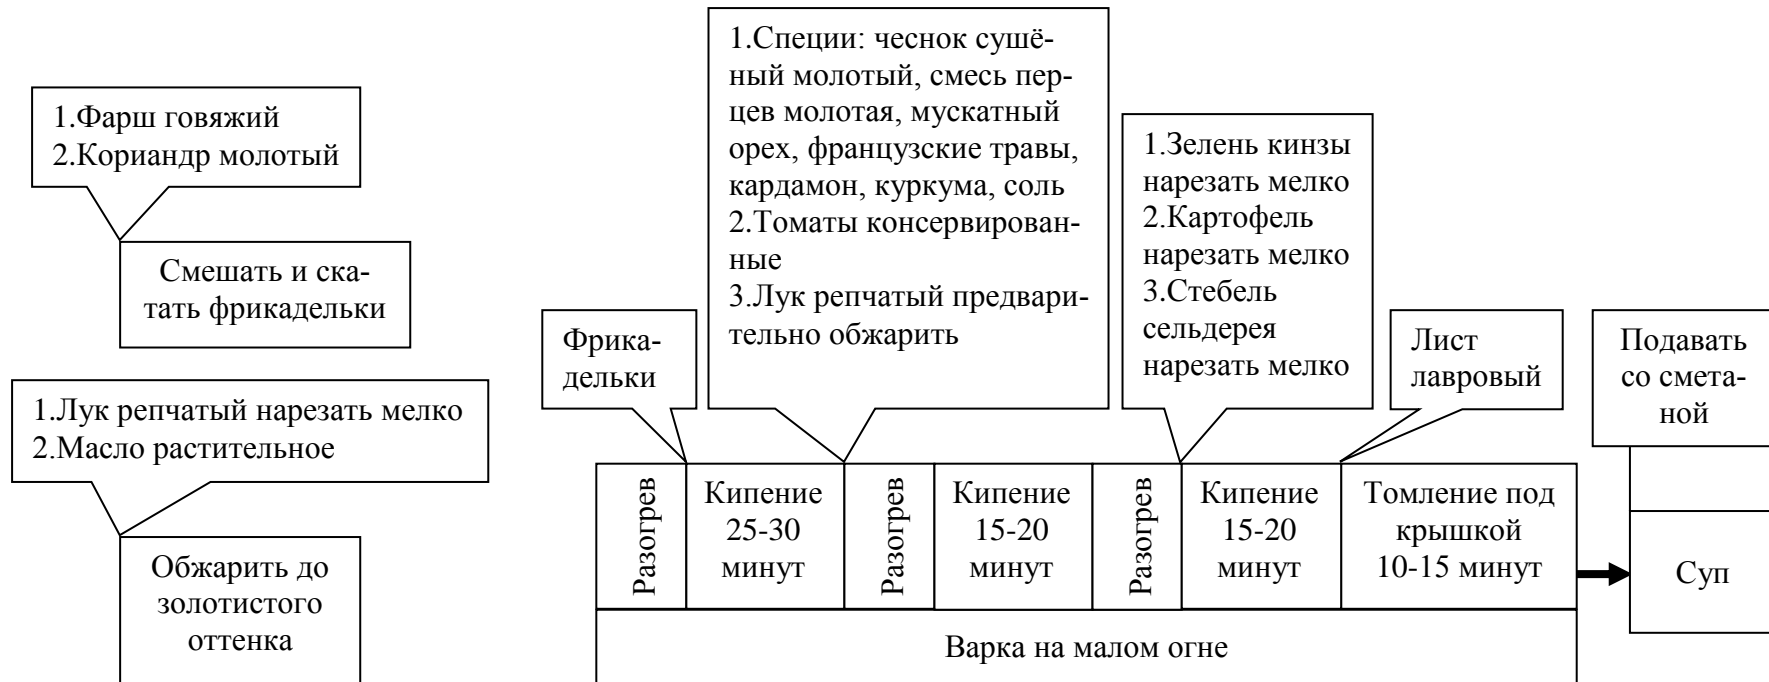 1.Фарш говяжий
2.Кориандр молотый
Смешать и ска-
тать фрикадельки
1.Лук репчатый нарезать мелко
2.Масло растительное
Обжарить до
золотистого
оттенка
Фрика-
дельки
1.Специи: чеснок сушё-
ный молотый, смесь пер-
цев молотая, мускатный
орех, французские травы,
кардамон, куркума, соль
2.Томаты консервирован-
ные
3.Лук репчатый предвари-
тельно обжарить
1.Зелень кинзы
нарезать мелко
2.Картофель
нарезать мелко
3.Стебель
сельдерея
нарезать мелко
Лист
лавровый
Подавать
со смета-
ной
Разогрев
Кипение
25-30
минут
Разогрев
Кипение
15-20
минут
Разогрев
Кипение
15-20
минут
Томление под
крышкой
10-15 минут
Суп
Варка на малом огне